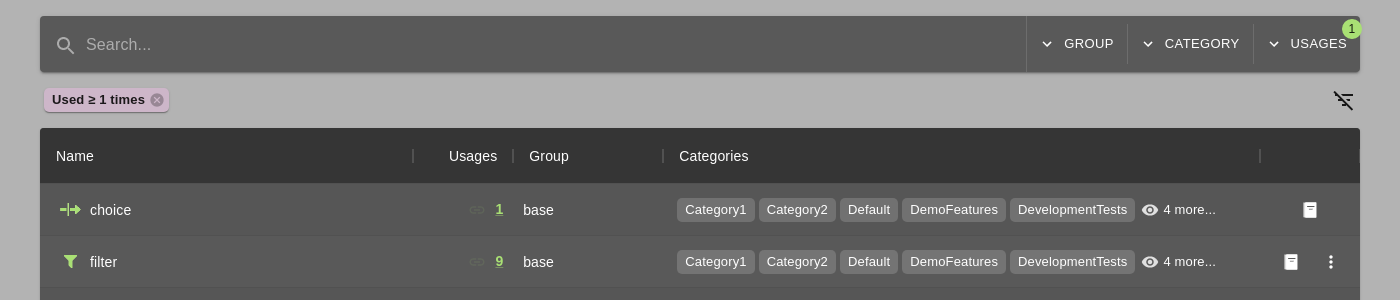 Search... GROUP CATEGORY USAGES 1
Used ≥ 1 times
Name Usages Group Categories
choice 1 base Category1 Category2 Default DemoFeatures DevelopmentTests 4 more...
filter 9 base Category1 Category2 Default DemoFeatures DevelopmentTests 4 more...